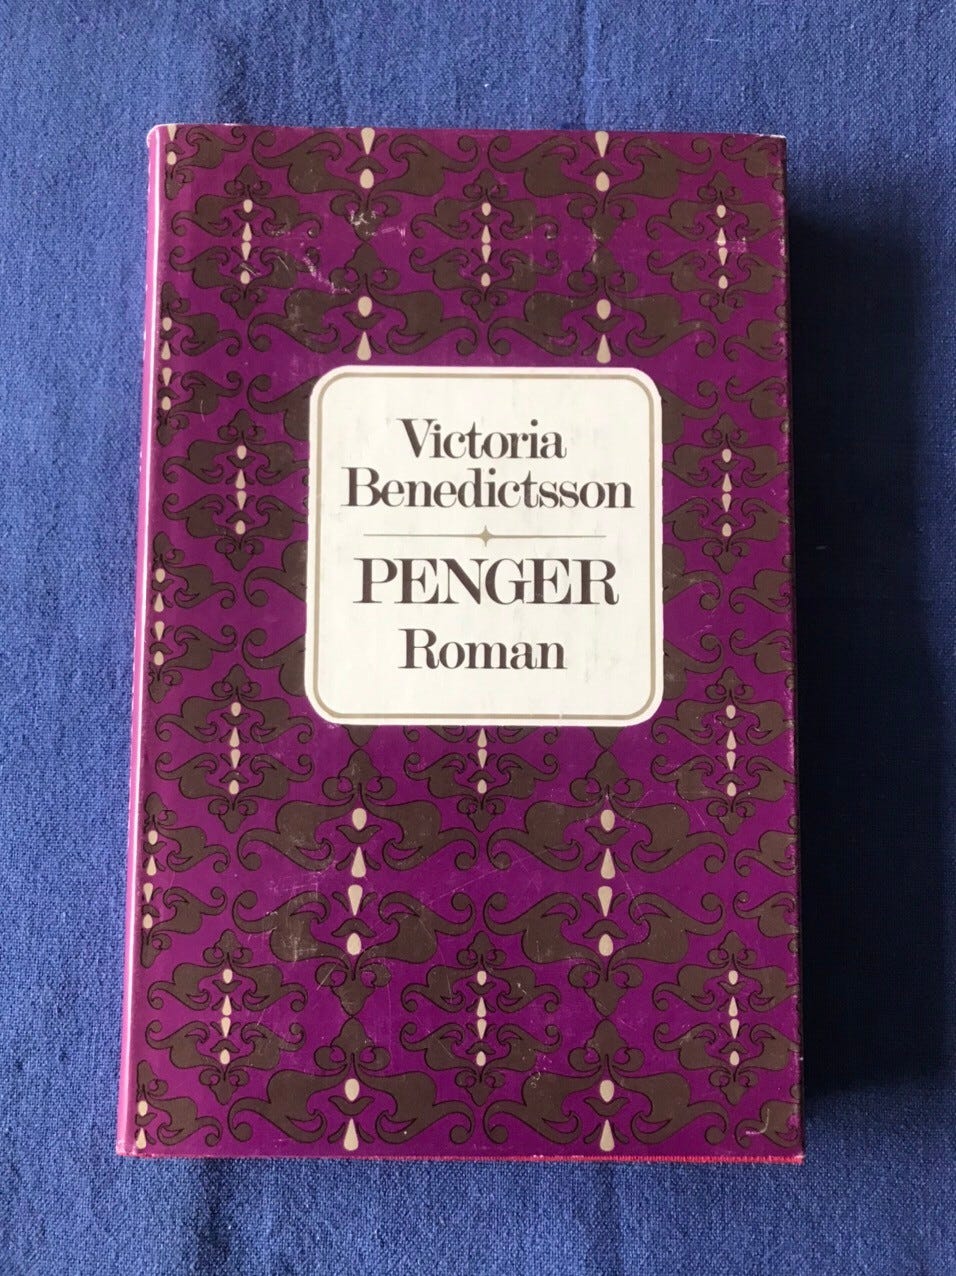 Victoria
Benedictsson
PENGER
Roman